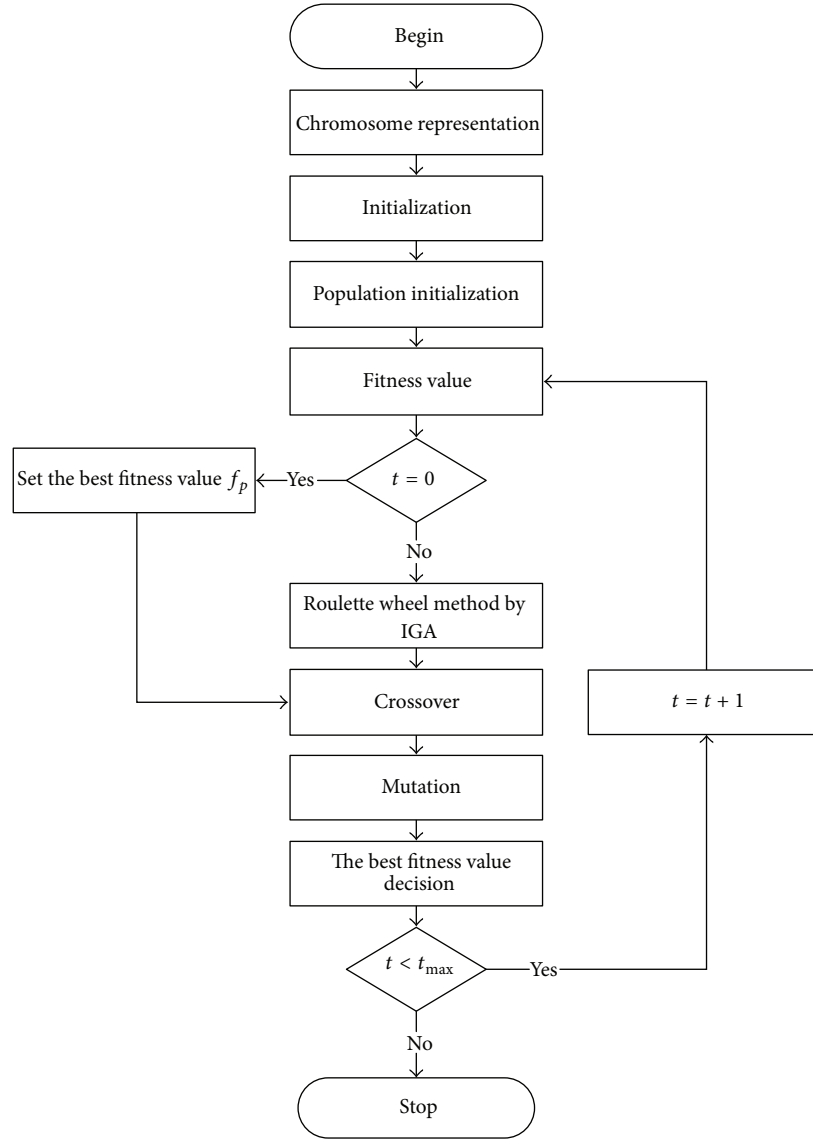 Begin
Chromosome representation
Initialization
Population initialization
Fitness value
Set the best fitness value f_p
Yes
t = 0
No
Roulette wheel method by
IGA
Crossover
t = t + 1
Mutation
The best fitness value
decision
t < t_max
Yes
No
Stop